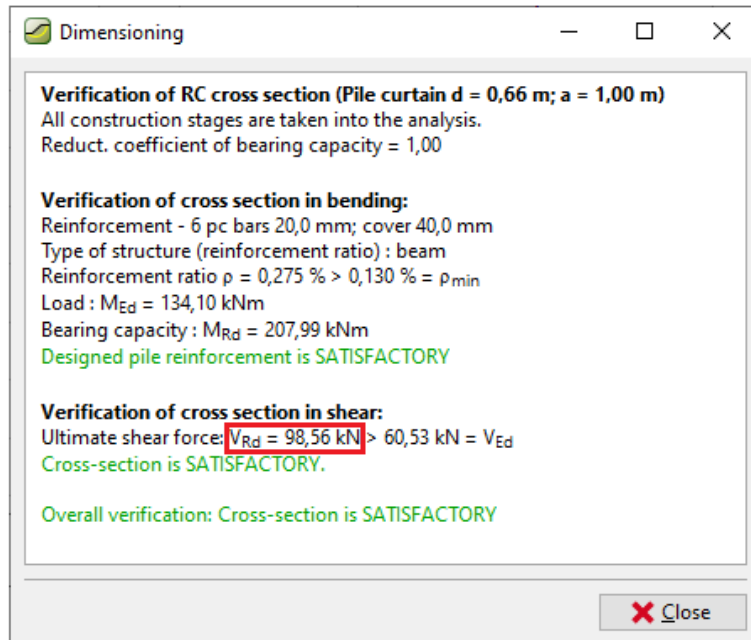 Dimensioning
Verification of RC cross section (Pile curtain d = 0,66 m; a = 1,00 m)
All construction stages are taken into the analysis.
Reduct. coefficient of bearing capacity = 1,00
Verification of cross section in bending:
Reinforcement - 6 pc bars 20,0 mm; cover 40,0 mm
Type of structure (reinforcement ratio) : beam
Reinforcement ratio ρ = 0,275 % > 0,130 % = ρmin
Load : MEd = 134,10 kNm
Bearing capacity : MRd = 207,99 kNm
Designed pile reinforcement is SATISFACTORY
Verification of cross section in shear:
Ultimate shear force: VRd = 98,56 kN > 60,53 kN = VEd
Cross-section is SATISFACTORY.
Overall verification: Cross-section is SATISFACTORY
Close